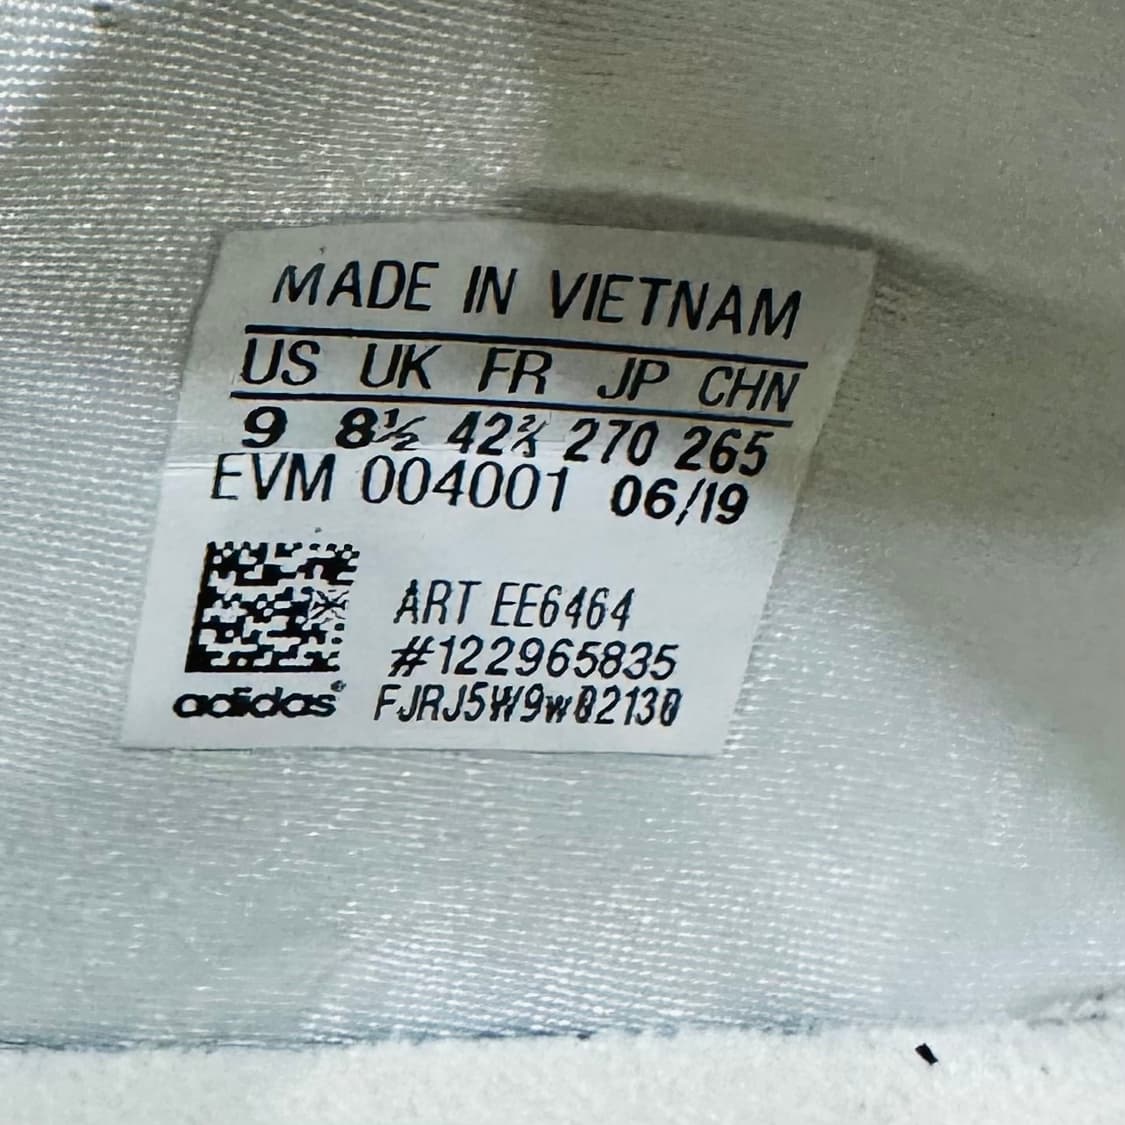 MADE IN VIETNAM
US UK FR JP CHN
9 8½ 42⅔ 270 265
EVM 004001 06/19
ART EE6464
#122965835
adidas®